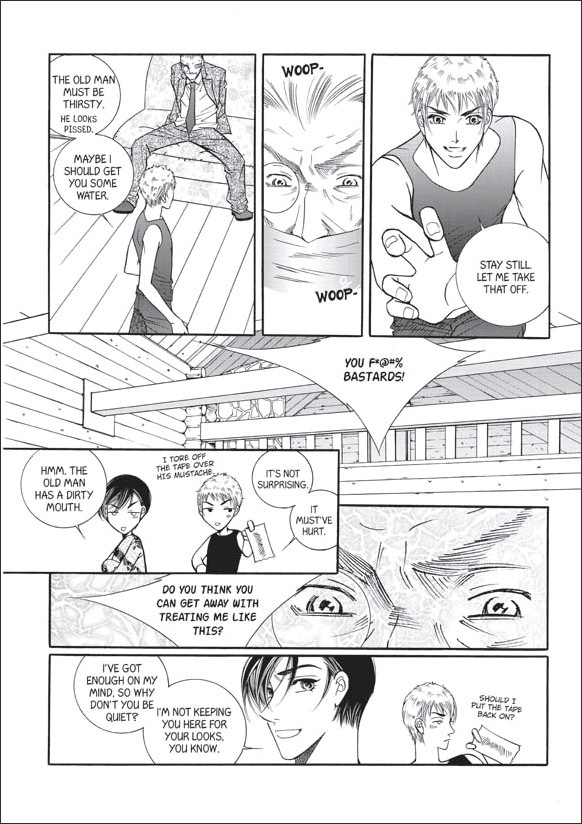 THE OLD MAN
MUST BE
THIRSTY.
HE LOOKS
PISSED.
MAYBE I
SHOULD GET
YOU SOME
WATER.
WOOP-
WOOP-
STAY STILL.
LET ME TAKE
THAT OFF.
YOU F*@#%
BASTARDS!
HMM. THE
OLD MAN
HAS A DIRTY
MOUTH.
I TORE OFF
THE TAPE OVER
HIS MUSTACHE...
IT'S NOT
SURPRISING.
IT
MUST'VE
HURT.
DO YOU THINK YOU
CAN GET AWAY WITH
TREATING ME LIKE
THIS?
I'VE GOT
ENOUGH ON MY
MIND, SO WHY
DON'T YOU BE
QUIET?
I'M NOT KEEPING
YOU HERE FOR
YOUR LOOKS,
YOU KNOW.
SHOULD I
PUT THE TAPE
BACK ON?